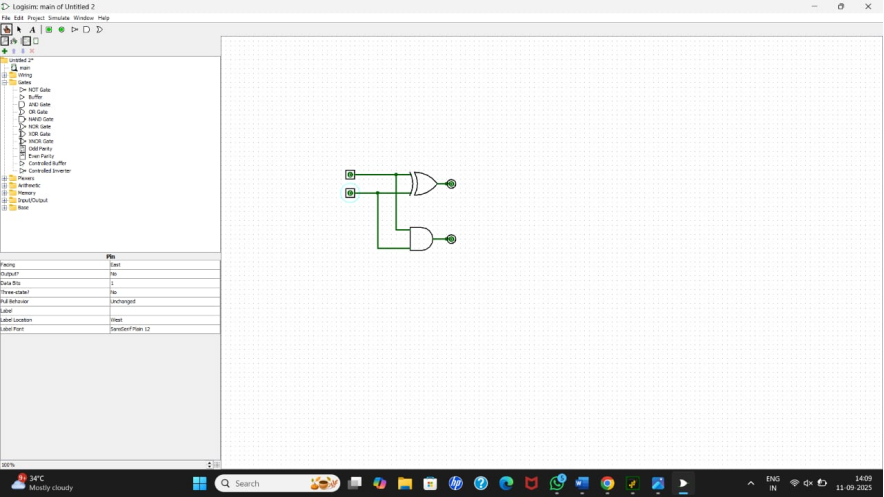 Logisim: main of Untitled 2
File Edit Project Simulate Window Help
A
Untitled 2*
main
Wiring
Gates
NOT Gate
Buffer
AND Gate
OR Gate
NAND Gate
NOR Gate
XOR Gate
XNOR Gate
Odd Parity
Even Parity
Controlled Buffer
Controlled Inverter
Plexers
Arithmetic
Memory
Input/Output
Base
Pin
Facing East
Output? No
Data Bits 1
Three-state? No
Pull Behavior Unchanged
Label
Label Location West
Label Font SansSerif Plain 12
100%
34°C
Mostly cloudy
Search
ENG
IN
14:09
11-09-2025